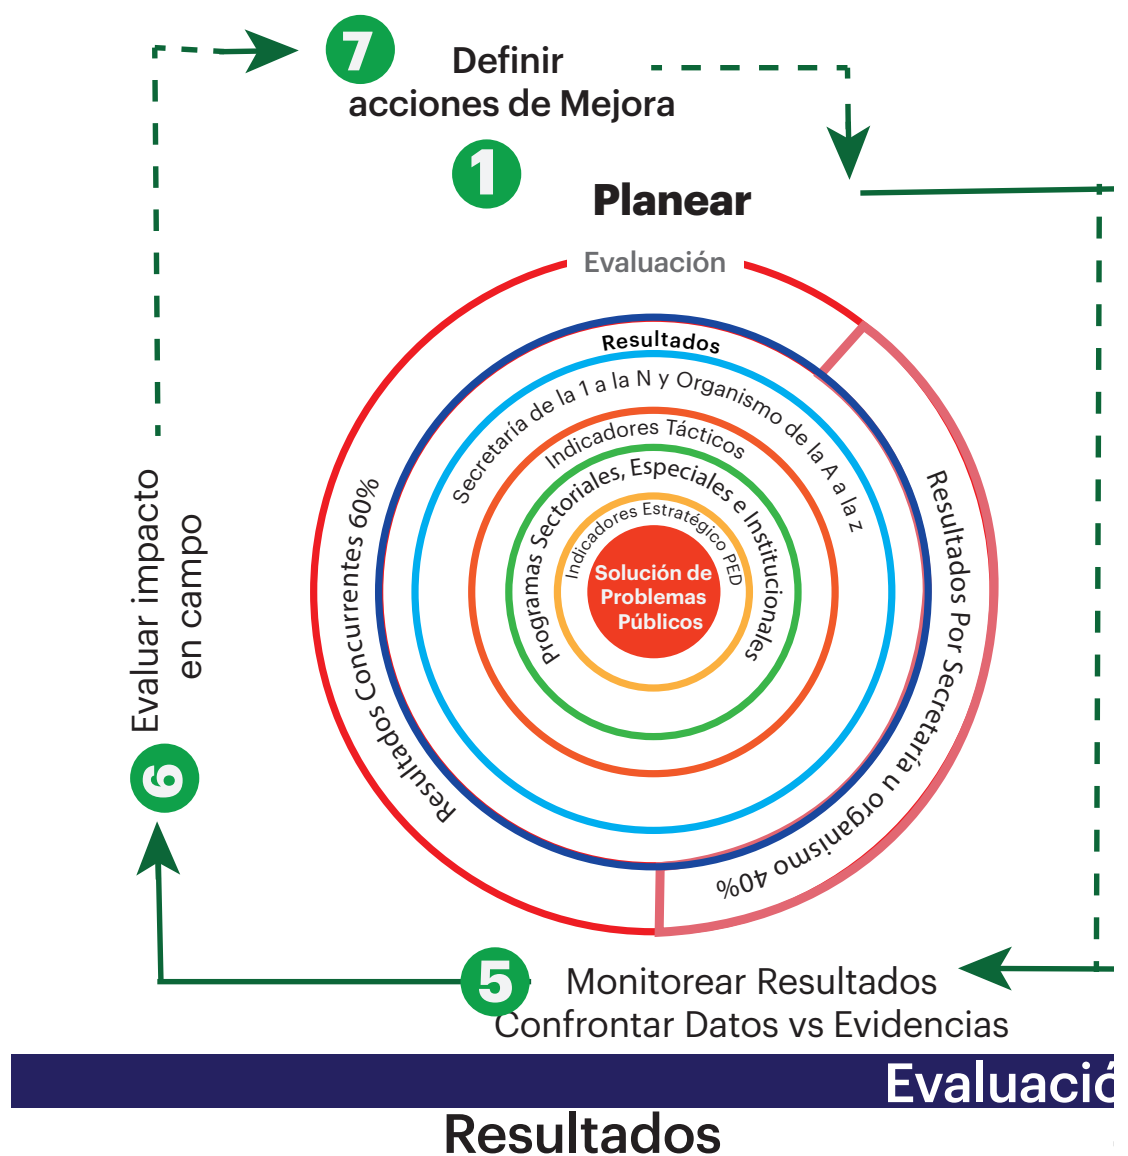 7
Definir
acciones de Mejora
1
Planear
Evaluación
Resultados
Secretaría de la 1 a la N y Organismo de la A a la z
Indicadores Tácticos
Programas Sectoriales, Especiales e Institucionales
Indicadores Estratégico PED
Solución de
Problemas
Públicos
Resultados Concurrentes 60%
Resultados Por Secretaría u organismo 40%
Evaluar impacto
en campo
6
5
Monitorear Resultados
Confrontar Datos vs Evidencias
Evaluació
Resultados